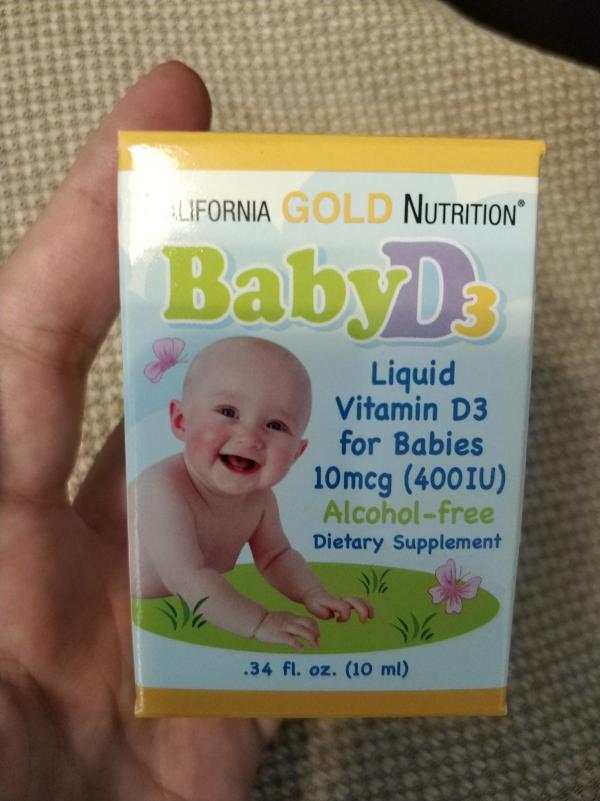 ALIFORNIA GOLD NUTRITION®
BabyD3
Liquid
Vitamin D3
for Babies
10mcg (400IU)
Alcohol-free
Dietary Supplement
.34 fl. oz. (10 ml)